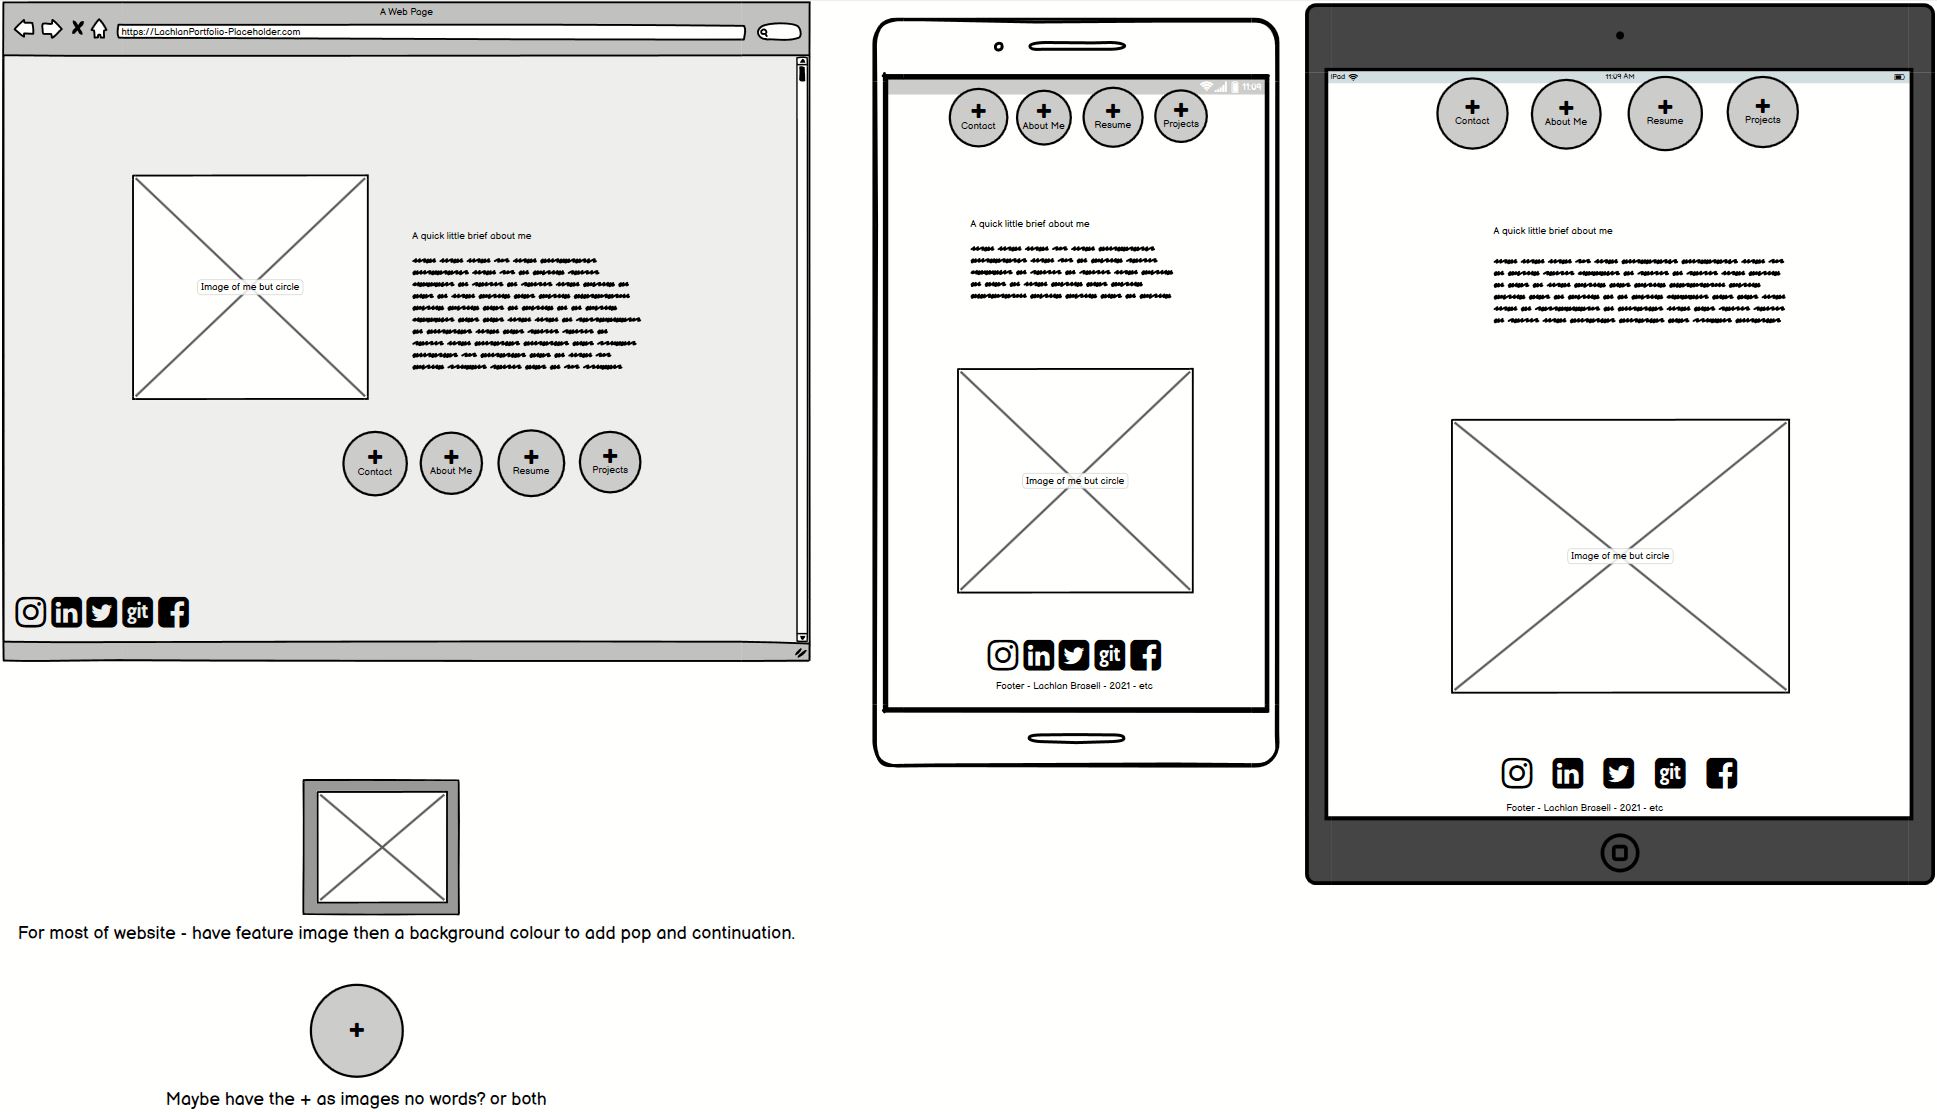 A Web Page
https://LachlanPortfolio-Placeholder.com
Image of me but circle
A quick little brief about me
Contact
About Me
Resume
Projects
in
git
For most of website - have feature image then a background colour to add pop and continuation.
Maybe have the + as images no words? or both
11:09
Contact
About Me
Resume
Projects
A quick little brief about me
Image of me but circle
in
git
Footer - Lachlan Brasell - 2021 - etc
iPad
11:09 AM
Contact
About Me
Resume
Projects
A quick little brief about me
Image of me but circle
in
git
Footer - Lachlan Brasell - 2021 - etc